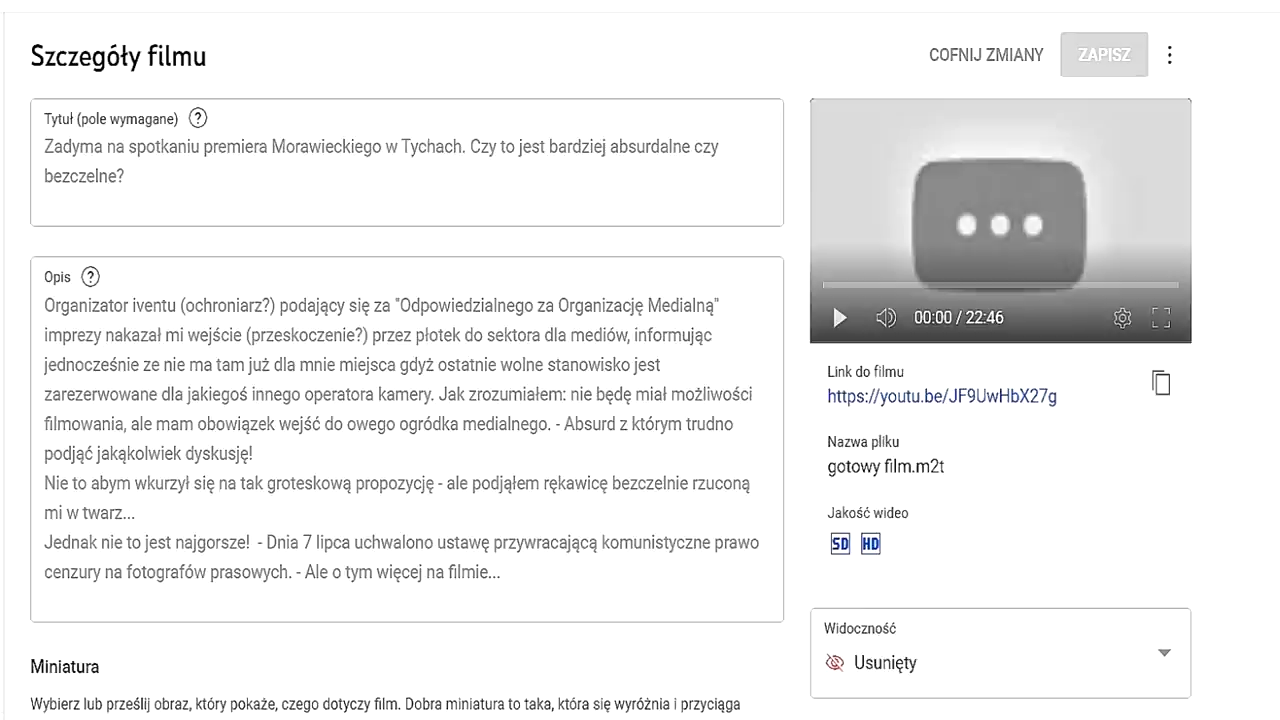 Szczegóły filmu
COFNIJ ZMIANY
ZAPISZ
Tytuł (pole wymagane)
Zadyma na spotkaniu premiera Morawieckiego w Tychach. Czy to jest bardziej absurdalne czy
bezczelne?
Opis
Organizator iventu (ochroniarz?) podający się za "Odpowiedzialnego za Organizację Medialną"
imprezy nakazał mi wejście (przeskoczenie?) przez płotek do sektora dla mediów, informując
jednocześnie ze nie ma tam już dla mnie miejsca gdyż ostatnie wolne stanowisko jest
zarezerwowane dla jakiegoś innego operatora kamery. Jak zrozumiałem: nie będę miał możliwości
filmowania, ale mam obowiązek wejść do owego ogródka medialnego. - Absurd z którym trudno
podjąć jakąkolwiek dyskusję!
Nie to abym wkurzył się na tak groteskową propozycję - ale podjąłem rękawicę bezczelnie rzuconą
mi w twarz...
Jednak nie to jest najgorsze!  - Dnia 7 lipca uchwalono ustawę przywracającą komunistyczne prawo
cenzury na fotografów prasowych. - Ale o tym więcej na filmie...
Miniatura
Wybierz lub prześlij obraz, który pokaże, czego dotyczy film. Dobra miniatura to taka, która się wyróżnia i przyciąga
00:00 / 22:46
Link do filmu
https://youtu.be/JF9UwHbX27g
Nazwa pliku
gotowy film.m2t
Jakość wideo
SD HD
Widoczność
Usunięty